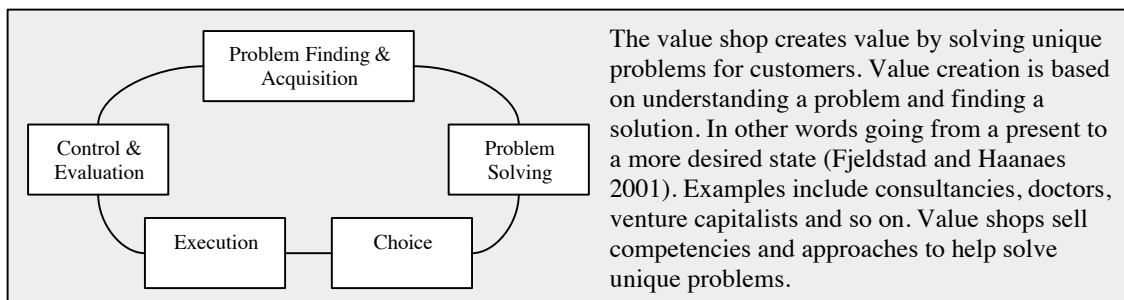 Problem Finding &
Acquisition
Control &
Evaluation
Problem
Solving
Execution
Choice
The value shop creates value by solving unique
problems for customers. Value creation is based
on understanding a problem and finding a
solution. In other words going from a present to
a more desired state (Fjeldstad and Haanaes
2001). Examples include consultancies, doctors,
venture capitalists and so on. Value shops sell
competencies and approaches to help solve
unique problems.